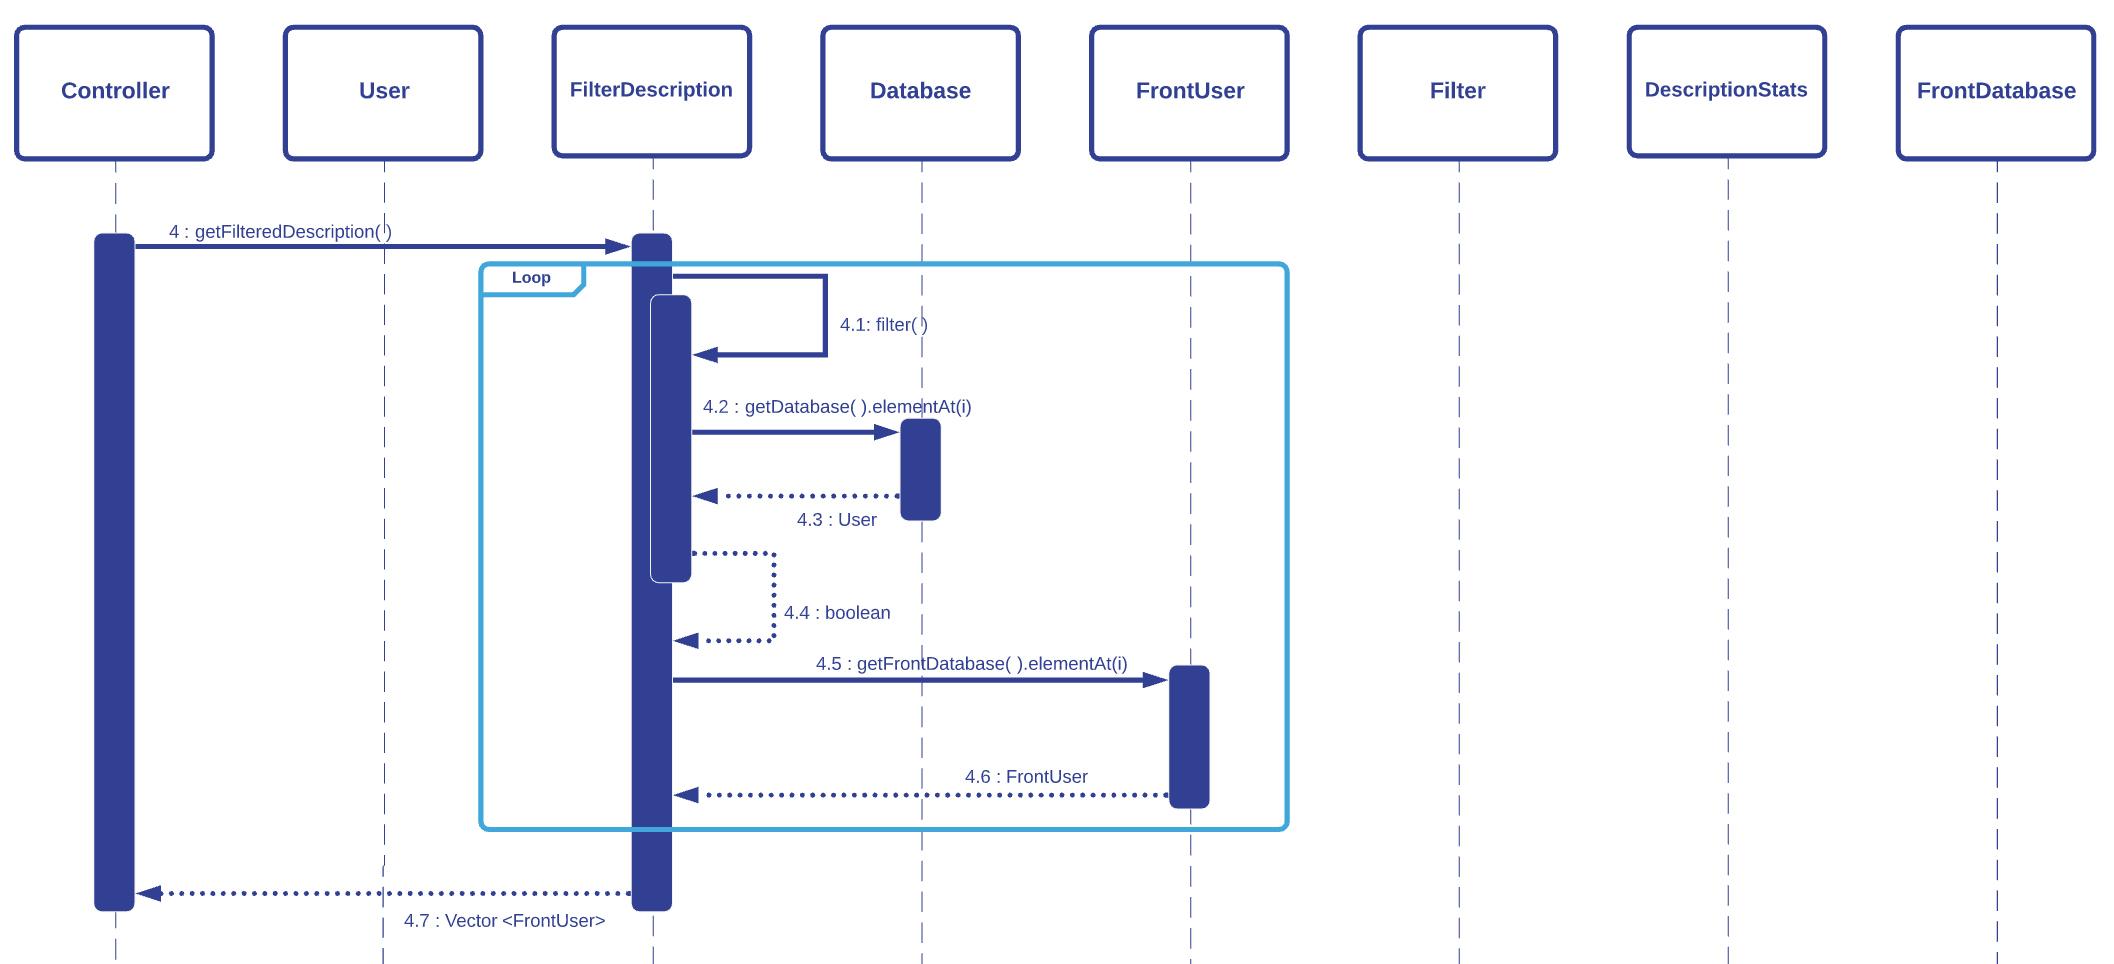 Controller
User
FilterDescription
Database
FrontUser
Filter
DescriptionStats
FrontDatabase
4 : getFilteredDescription( )
Loop
4.1: filter( )
4.2 : getDatabase( ).elementAt(i)
4.3 : User
4.4 : boolean
4.5 : getFrontDatabase( ).elementAt(i)
4.6 : FrontUser
4.7 : Vector <FrontUser>